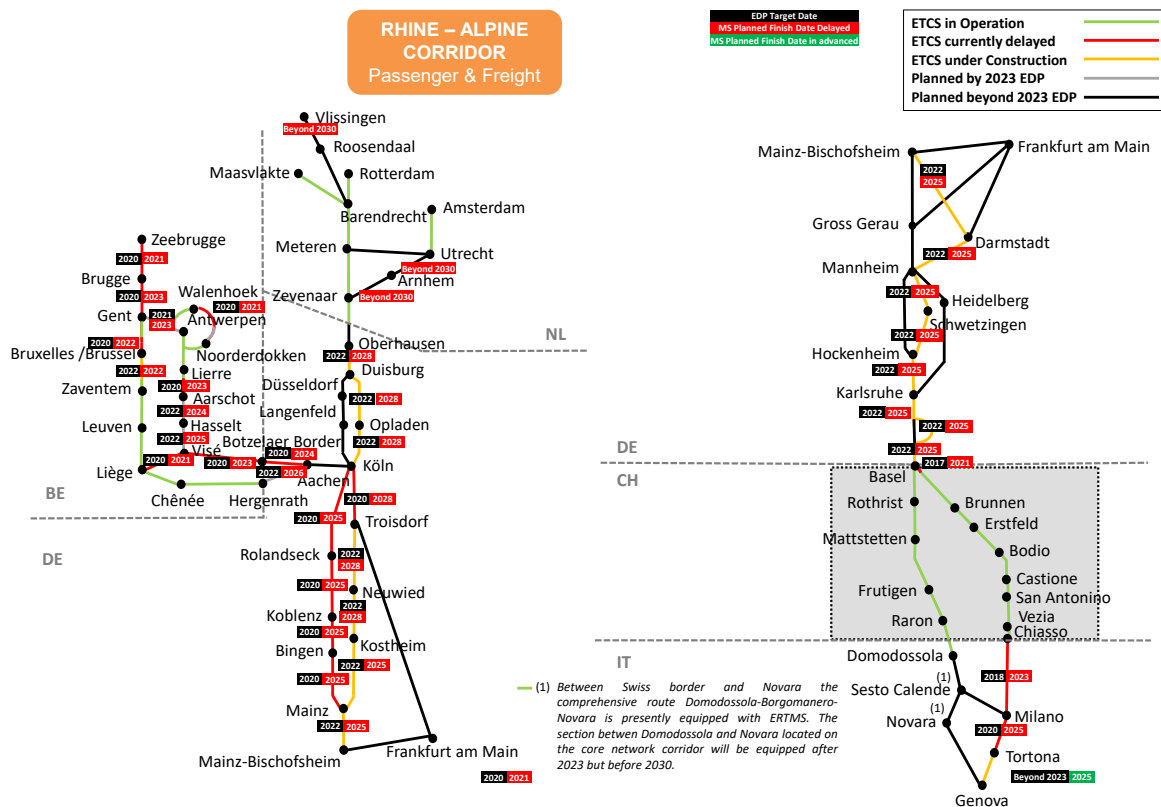 RHINE – ALPINE
CORRIDOR
Passenger & Freight
EDP Target Date
MS Planned Finish Date Delayed
MS Planned Finish Date in advanced
ETCS in Operation
ETCS currently delayed
ETCS under Construction
Planned by 2023 EDP
Planned beyond 2023 EDP
Vlissingen
Beyond 2030
Roosendaal
Maasvlakte
Rotterdam
Barendrecht
Amsterdam
Meteren
Utrecht
Beyond 2030
Arnhem
Zevenaar
Beyond 2030
NL
Zeebrugge
2020 2021
Brugge
2020 2023
Walenhoek
2020 2021
Gent
2021
2023
Antwerpen
2020 2022
Bruxelles /Brussel
Noorderdokken
2022 2022
Lierre
2020 2023
Zaventem
Aarschot
2022 2024
Leuven
Hasselt
2022 2025
Visé
2020 2021
Liège
Chênée
BE
Botzelaer Border
2020 2024
2020 2023
2022 2026
Aachen
Hergenrath
Oberhausen
2022 2028
Duisburg
Düsseldorf
2022 2028
Langenfeld
Opladen
2022 2028
Köln
2020 2028
2020 2025
Troisdorf
DE
Rolandseck
2022
2028
2020 2025
Neuwied
2022
2028
Koblenz
2020 2025
Kostheim
Bingen
2022 2025
2020 2025
Mainz
2022 2025
Mainz-Bischofsheim
Frankfurt am Main
2020 2021
Mainz-Bischofsheim
Frankfurt am Main
2022
2025
Gross Gerau
Darmstadt
2022 2025
Mannheim
2022 2025
Heidelberg
Schwetzingen
2022 2025
Hockenheim
2022 2025
Karlsruhe
2022 2025
2022 2025
2022 2025
DE
2017 2021
CH
Basel
Rothrist
Brunnen
Erstfeld
Mattstetten
Bodio
Castione
Frutigen
San Antonino
Raron
Vezia
Chiasso
IT
Domodossola
(1)
2018 2023
Sesto Calende
(1)
Novara
Milano
2020 2025
Tortona
Beyond 2023 2025
Genova
(1) Between Swiss border and Novara the
comprehensive route Domodossola-Borgomanero-
Novara is presently equipped with ERTMS. The
section betwen Domodossola and Novara located on
the core network corridor will be equipped after
2023 but before 2030.